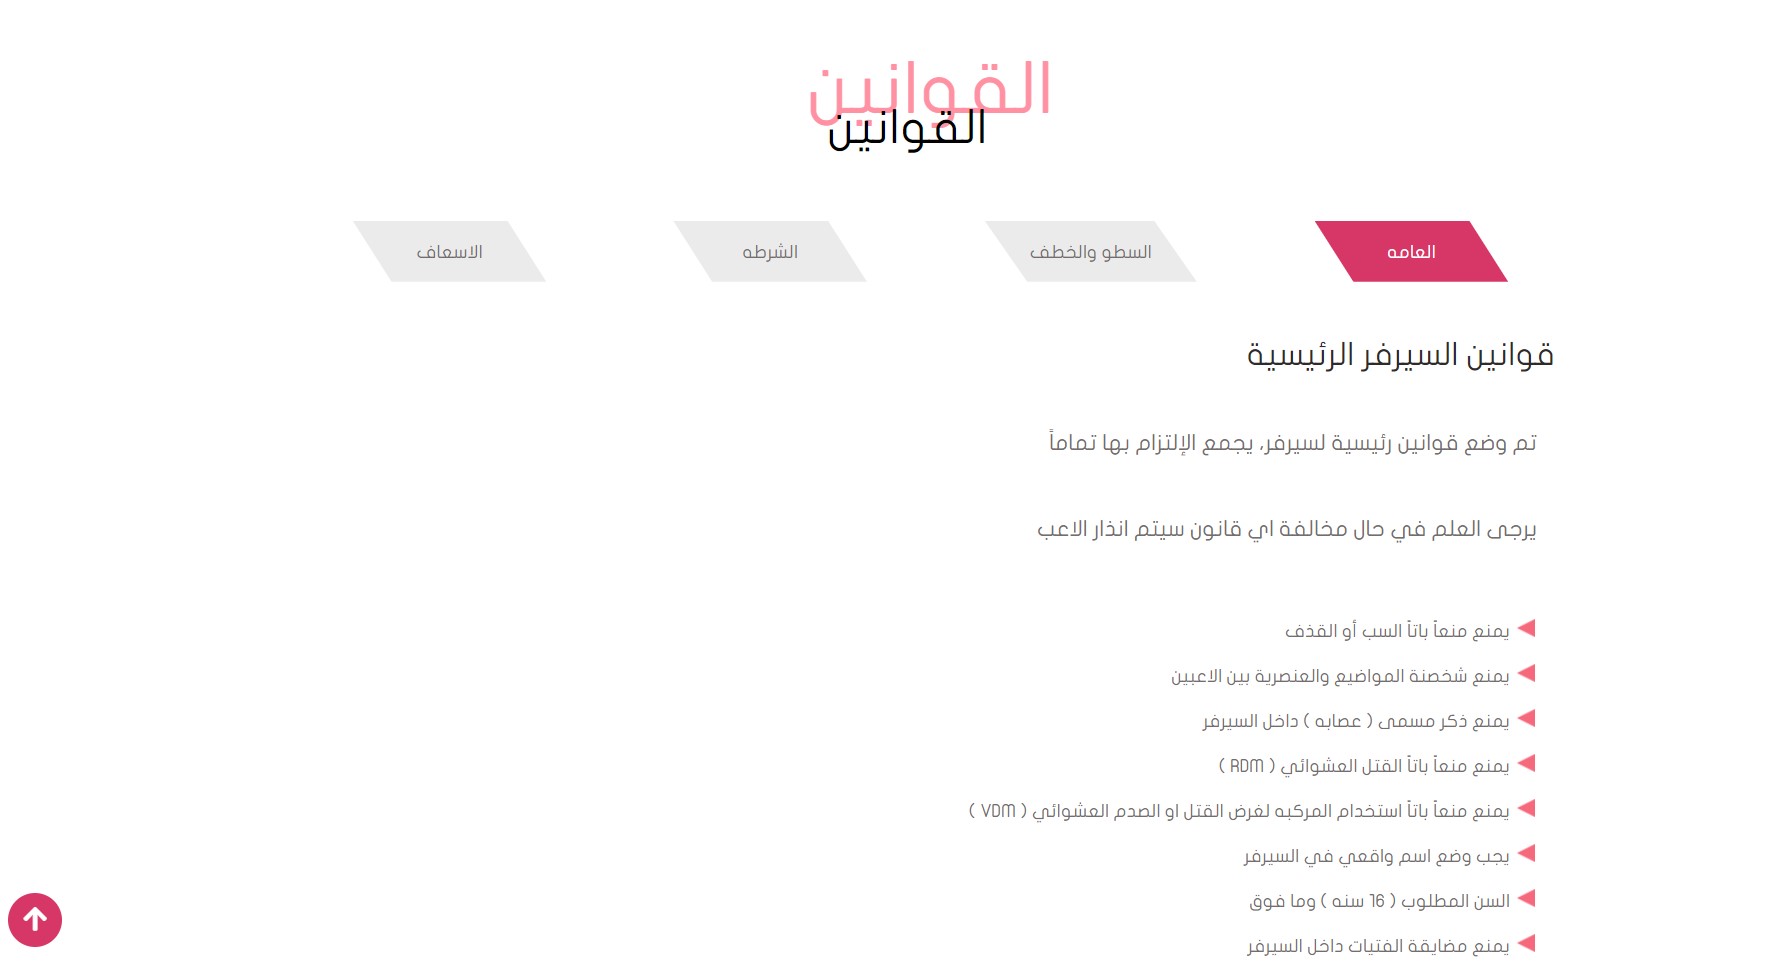 القوانين
القوانين
العامه
السطو والخطف
الشرطه
الاسعاف
قوانين السيرفر الرئيسية
تم وضع قوانين رئيسية لسيرفر، يجمع الإلتزام بها تماماً
يرجى العلم في حال مخالفة اي قانون سيتم انذار الاعب
يمنع منعاً باتاً السب أو القذف
يمنع شخصنة المواضيع والعنصرية بين الاعبين
يمنع ذكر مسمى ( عصابه ) داخل السيرفر
يمنع منعاً باتاً القتل العشوائي ( RDM )
يمنع منعاً باتاً استخدام المركبه لغرض القتل او الصدم العشوائي ( VDM )
يجب وضع اسم واقعي في السيرفر
السن المطلوب ( 16 سنه ) وما فوق
يمنع مضايقة الفتيات داخل السيرفر